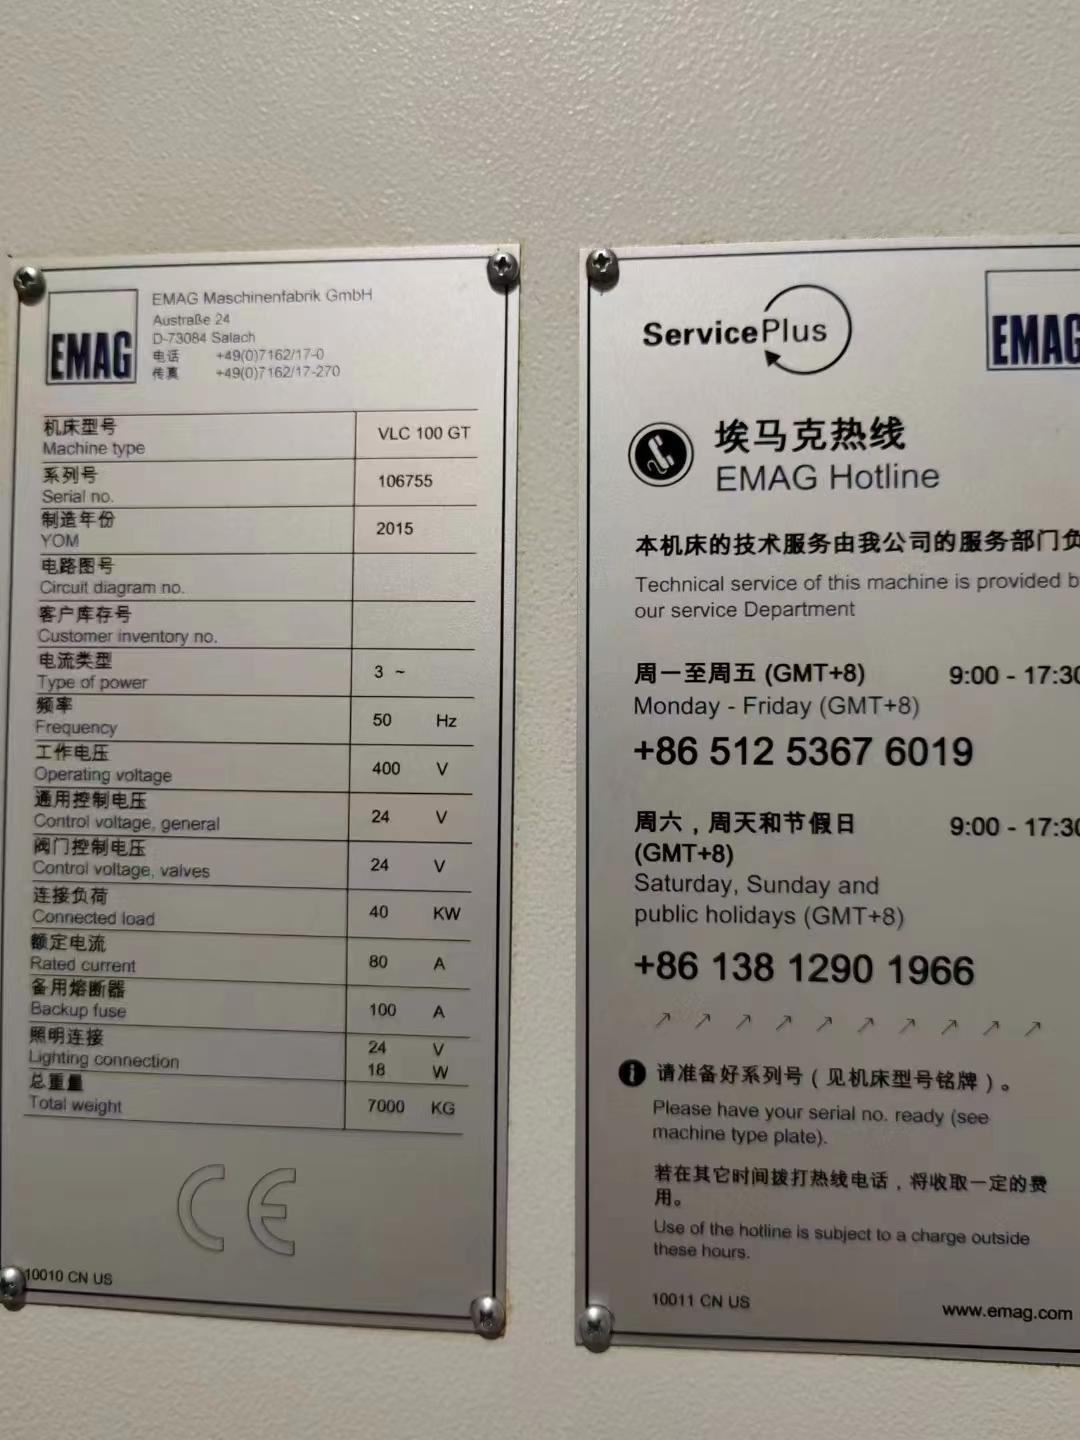 EMAG
EMAG Maschinenfabrik GmbH
Austraße 24
D-73084 Salach
电话 +49(0)7162/17-0
传真 +49(0)7162/17-270
机床型号
Machine type
VLC 100 GT
系列号
Serial no.
106755
制造年份
YOM
2015
电路图号
Circuit diagram no.
客户库存号
Customer inventory no.
电流类型
Type of power
3 ~
频率
Frequency
50 Hz
工作电压
Operating voltage
400 V
通用控制电压
Control voltage, general
24 V
阀门控制电压
Control voltage, valves
24 V
连接负荷
Connected load
40 KW
额定电流
Rated current
80 A
备用熔断器
Backup fuse
100 A
照明连接
Lighting connection
24 V
18 W
总重量
Total weight
7000 KG
CE
10010 CN US
ServicePlus
EMAG
埃马克热线
EMAG Hotline
本机床的技术服务由我公司的服务部门负
Technical service of this machine is provided b
our service Department
周一至周五 (GMT+8) 9:00 - 17:30
Monday - Friday (GMT+8)
+86 512 5367 6019
周六，周天和节假日 9:00 - 17:30
(GMT+8)
Saturday, Sunday and
public holidays (GMT+8)
+86 138 1290 1966
请准备好系列号（见机床型号铭牌）。
Please have your serial no. ready (see
machine type plate).
若在其它时间拨打热线电话，将收取一定的费
用。
Use of the hotline is subject to a charge outside
these hours.
10011 CN US
www.emag.com